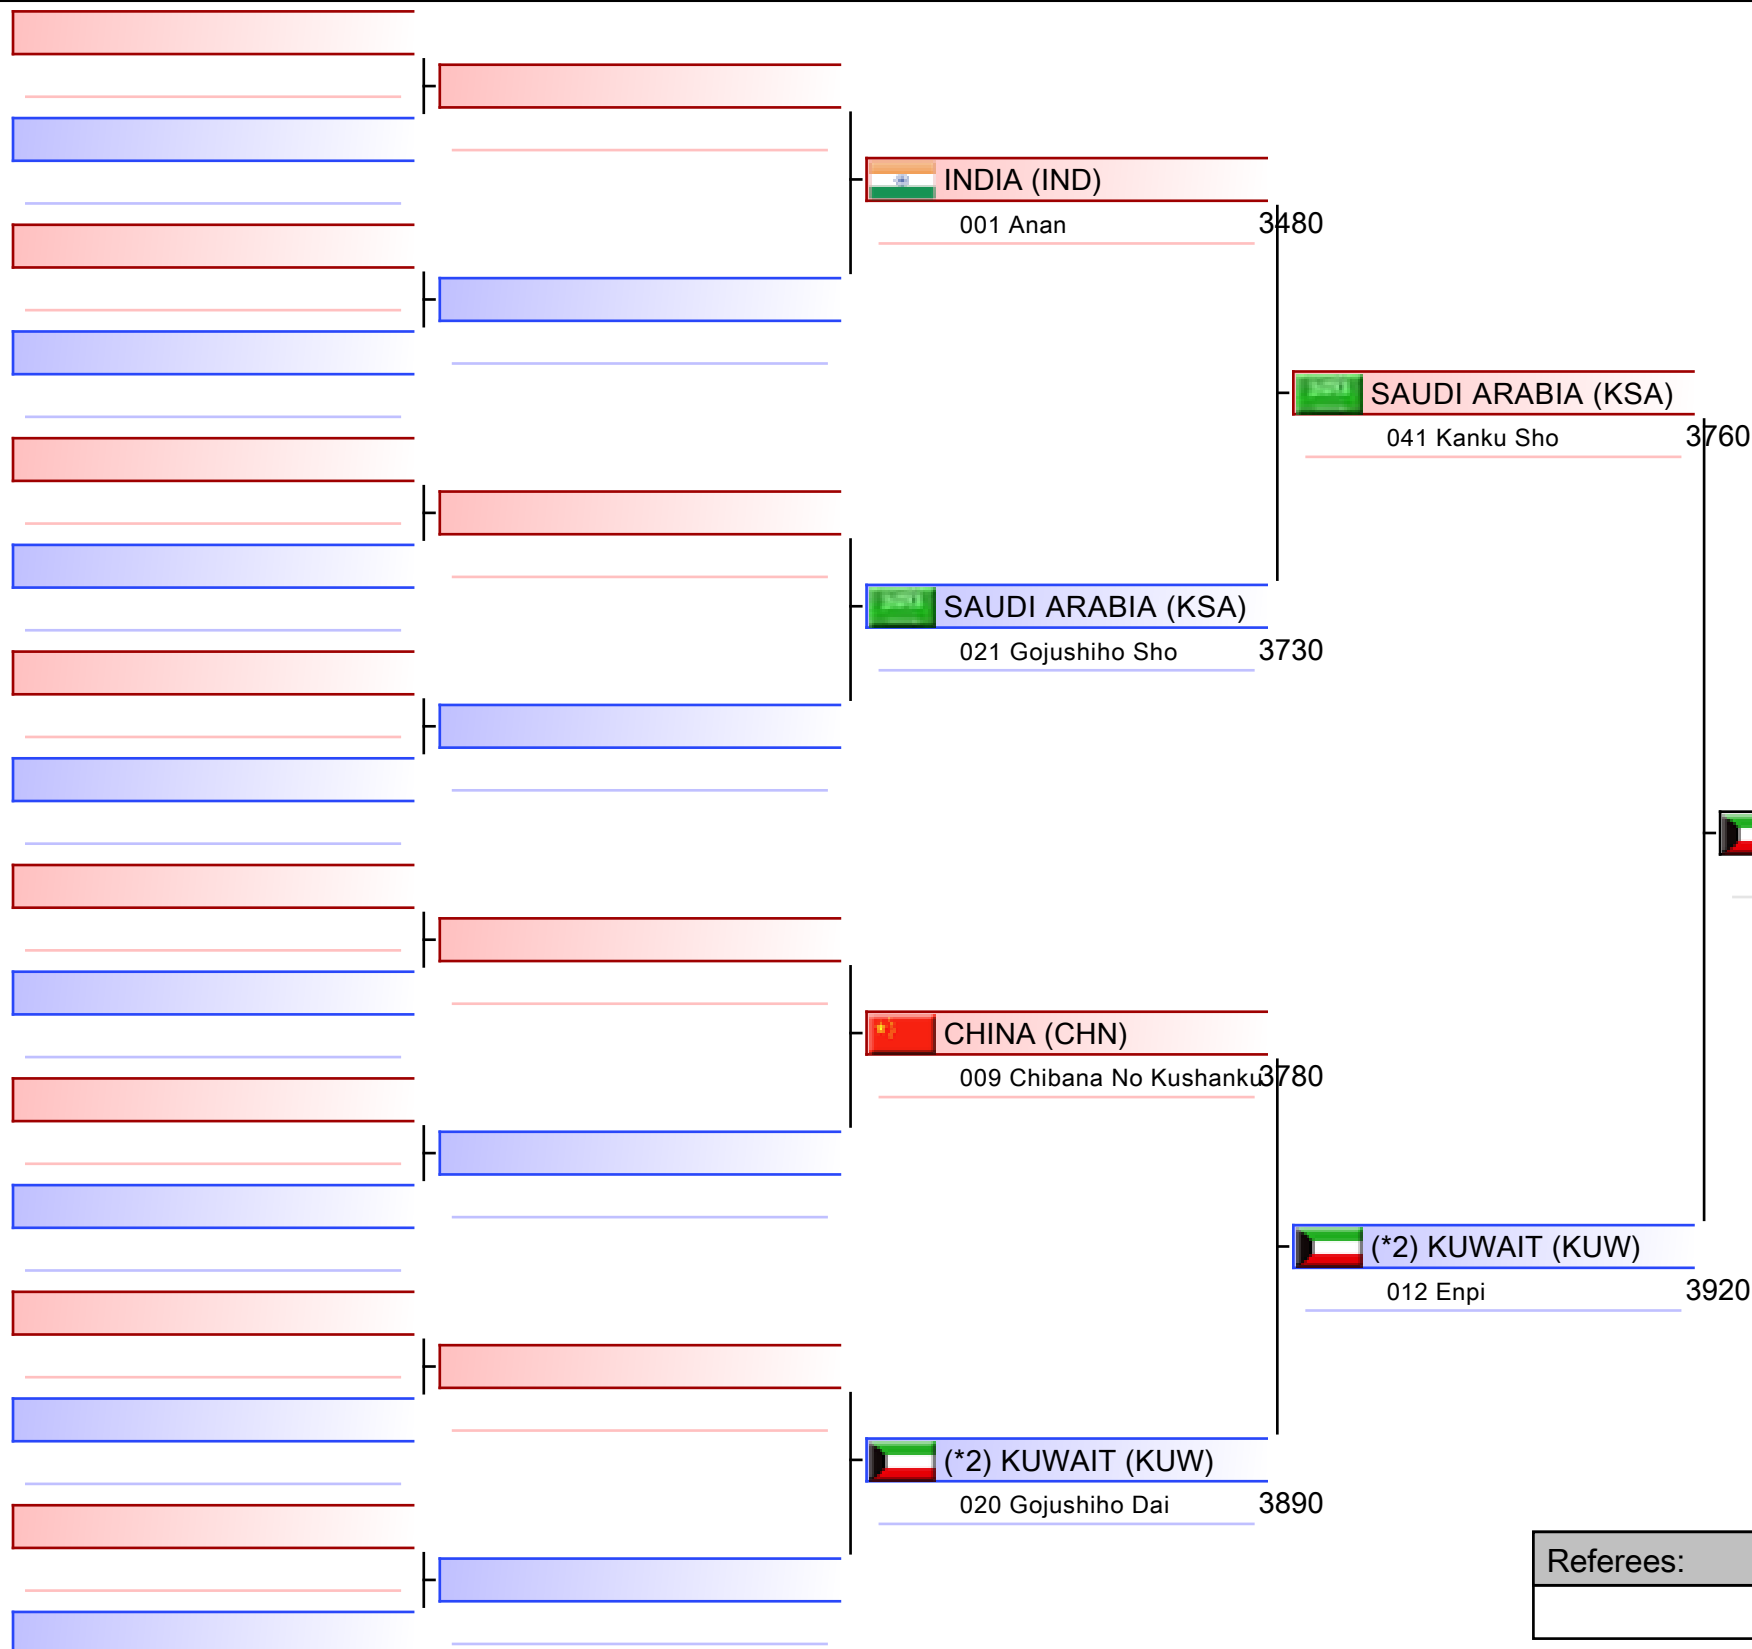 INDIA (IND)
001 Anan 3480
SAUDI ARABIA (KSA)
041 Kanku Sho 3760
SAUDI ARABIA (KSA)
021 Gojushiho Sho 3730
CHINA (CHN)
009 Chibana No Kushanku 3780
(*2) KUWAIT (KUW)
012 Enpi 3920
(*2) KUWAIT (KUW)
020 Gojushiho Dai 3890
Referees: